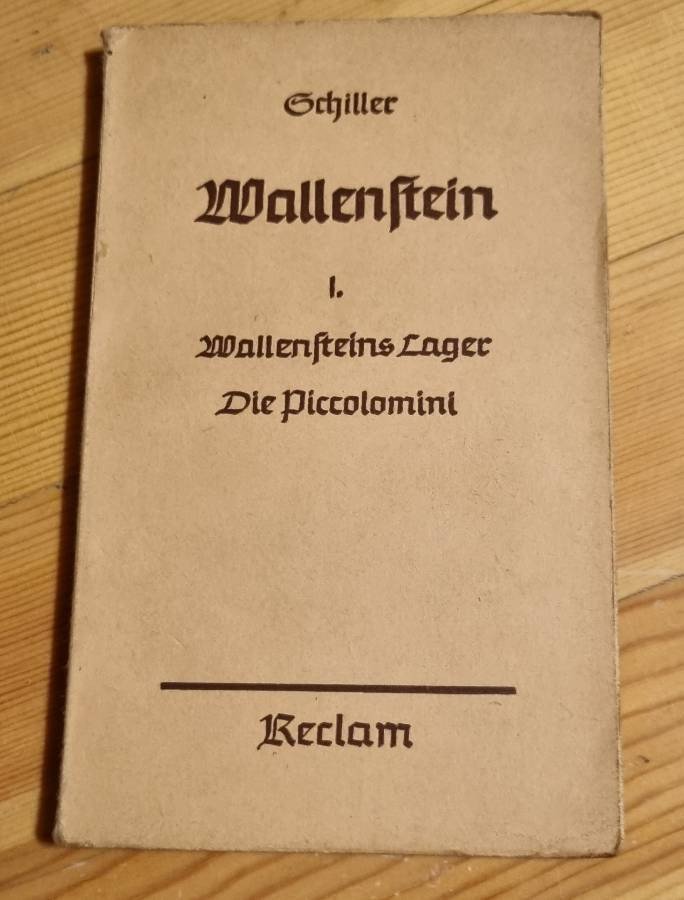 Schiller
Wallenſtein
I.
Wallenſteins Lager
Die Piccolomini
Reclam